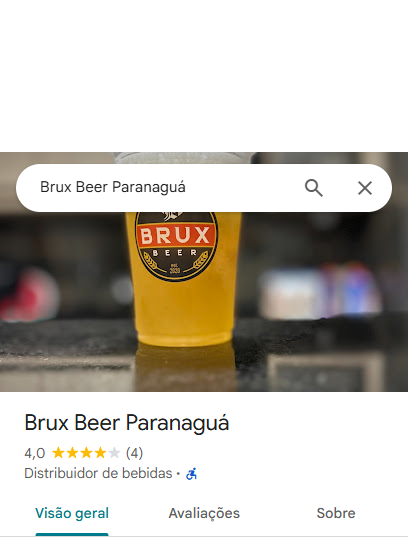 Brux Beer Paranaguá
BRUX
BEER
est.
2020
Brux Beer Paranaguá
4,0 (4)
Distribuidor de bebidas ·
Visão geral
Avaliações
Sobre